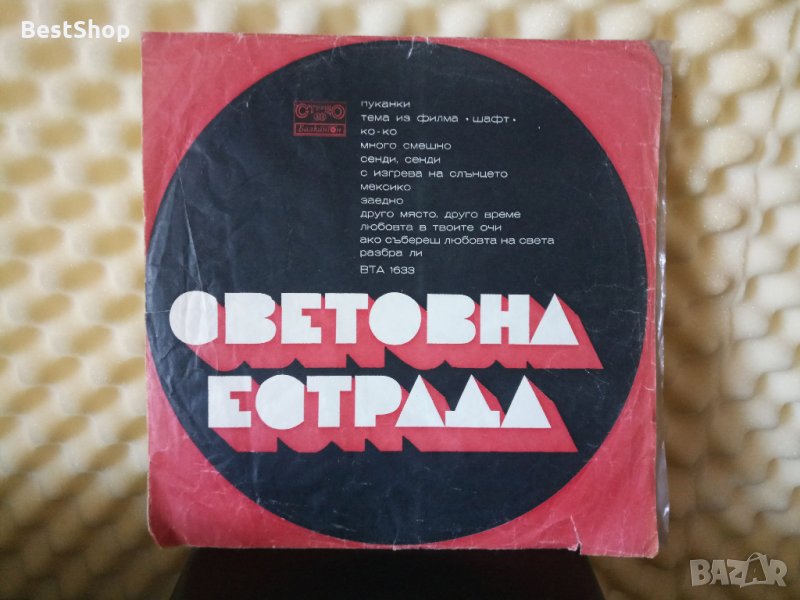 BestShop
СТЕРЕО
Балкантон
пуканки
тема из филма • шафт •
ко-ко
много смешно
сенди, сенди
с изгрева на слънцето
мексико
заедно
друго място, друго време
любовта в твоите очи
ако събереш любовта на света
разбра ли
ВТА 1633
СВЕТОВНА
ЕСТРАДА
BAZAR